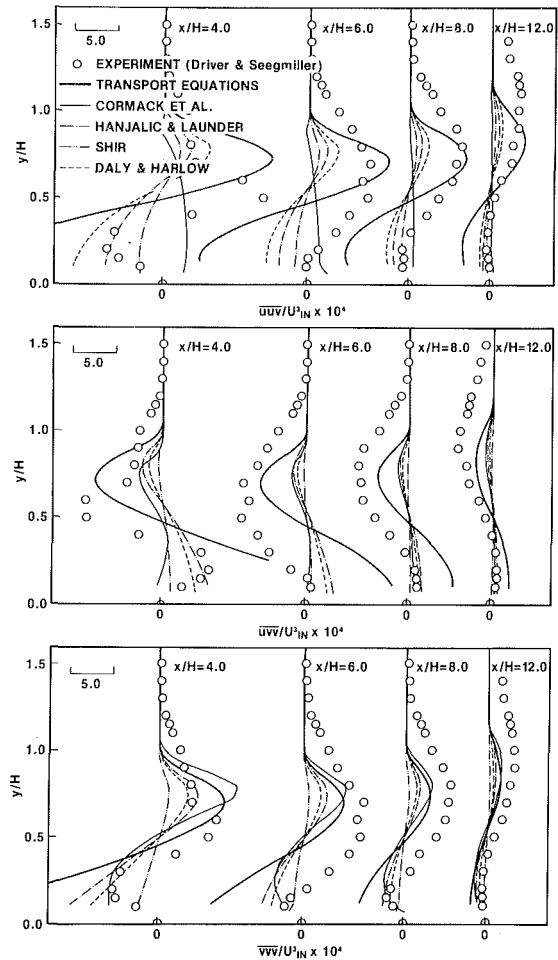 1.5
x/H=4.0 x/H=6.0 x/H=8.0 x/H=12.0
5.0
EXPERIMENT (Driver & Seegmiller)
TRANSPORT EQUATIONS
CORMACK ET AL.
HANJALIC & LAUNDER
SHIR
DALY & HARLOW
1.0
y/H
0.5
0.0
0 0 0 0
uuv/U³IN x 10⁴
1.5
x/H=4.0 x/H=6.0 x/H=8.0 x/H=12.0
5.0
1.0
y/H
0.5
0.0
0 0 0 0
uvv/U³IN x 10⁴
1.5
x/H=4.0 x/H=6.0 x/H=8.0 x/H=12.0
5.0
1.0
y/H
0.5
0.0
0 0 0 0
vvv/U³IN x 10⁴